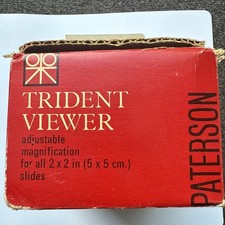 TRIDENT
VIEWER
adjustable
magnification
for all 2 x 2 in (5 x 5 cm.)
slides
PATERSON